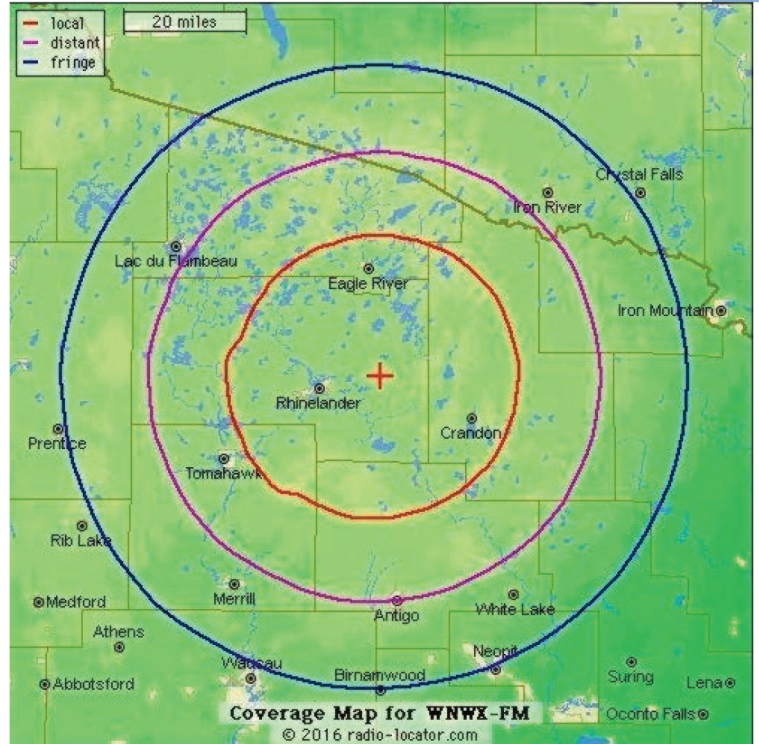 local
20 miles
distant
fringe
Crystal Falls
Iron River
Lac du Flambeau
Eagle River
Iron Mountain
Rhinelander
Crandon
Prentice
Tomahawk
Rib Lake
Merrill
White Lake
Medford
Antigo
Athens
Neopit
Wausau
Birnamwood
Suring
Abbotsford
Lena
Coverage Map for WNWX-FM
Oconto Falls
© 2016 radio-locator.com